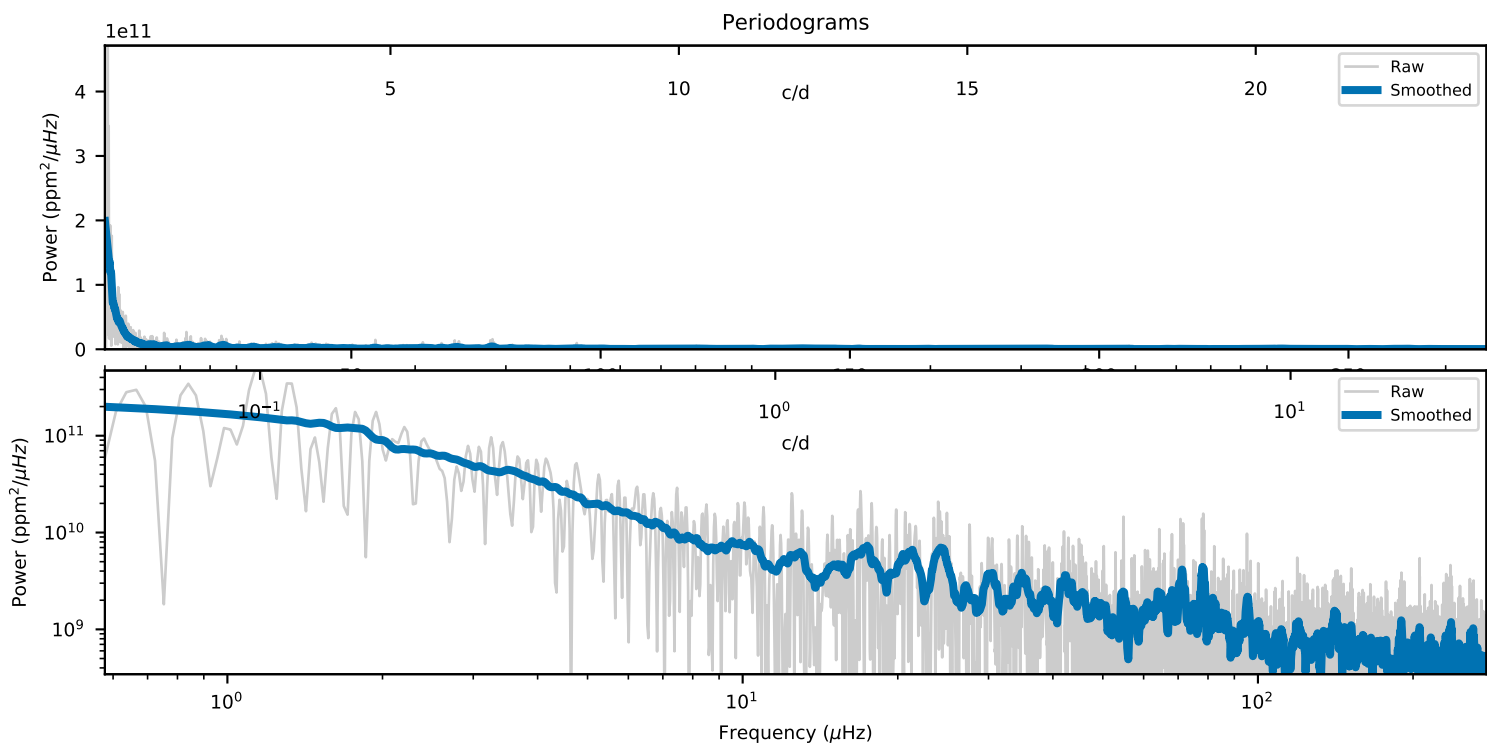 Periodograms
1e11
5 10 15 20
c/d
Raw
Smoothed
4
3
2
1
0
Power (ppm²/μHz)
10⁻¹ 10⁰ 10¹
c/d
Raw
Smoothed
10¹¹
10¹⁰
10⁹
Power (ppm²/μHz)
10⁰ 10¹ 10²
Frequency (μHz)